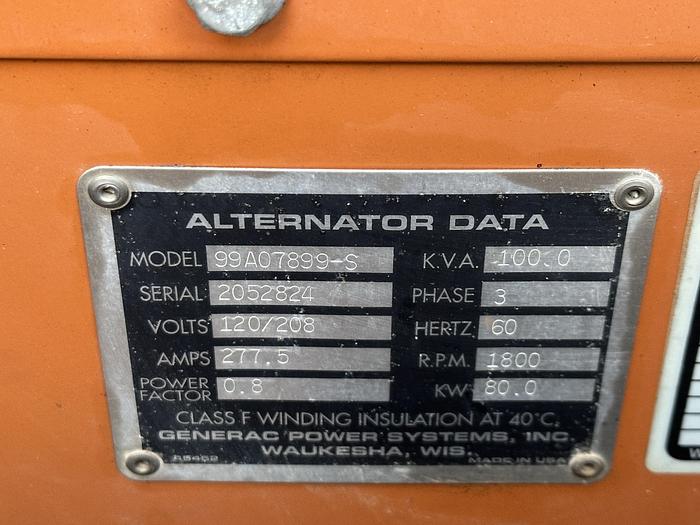 ALTERNATOR DATA
MODEL 99A07899-S K.V.A. 100.0
SERIAL 2052824 PHASE 3
VOLTS 120/208 HERTZ 60
AMPS 277.5 R.P.M. 1800
POWER FACTOR 0.8 KW 80.0
CLASS F WINDING INSULATION AT 40°C.
GENERAC POWER SYSTEMS, INC.
WAUKESHA, WIS.
MADE IN USA